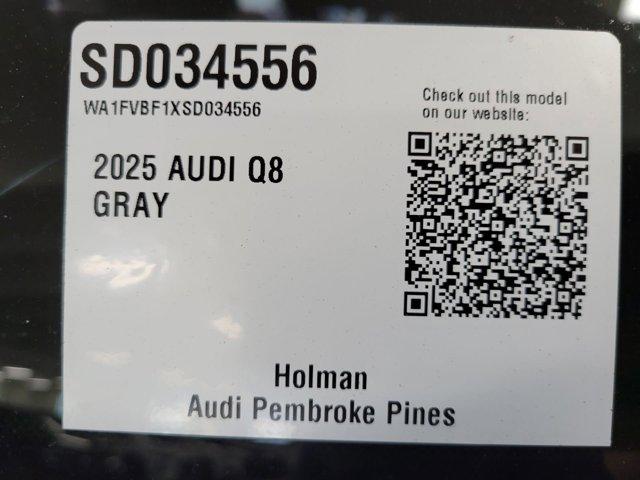 SD034556
WA1FVBF1XSD034556
Check out this model
on our website:
2025 AUDI Q8
GRAY
Holman
Audi Pembroke Pines